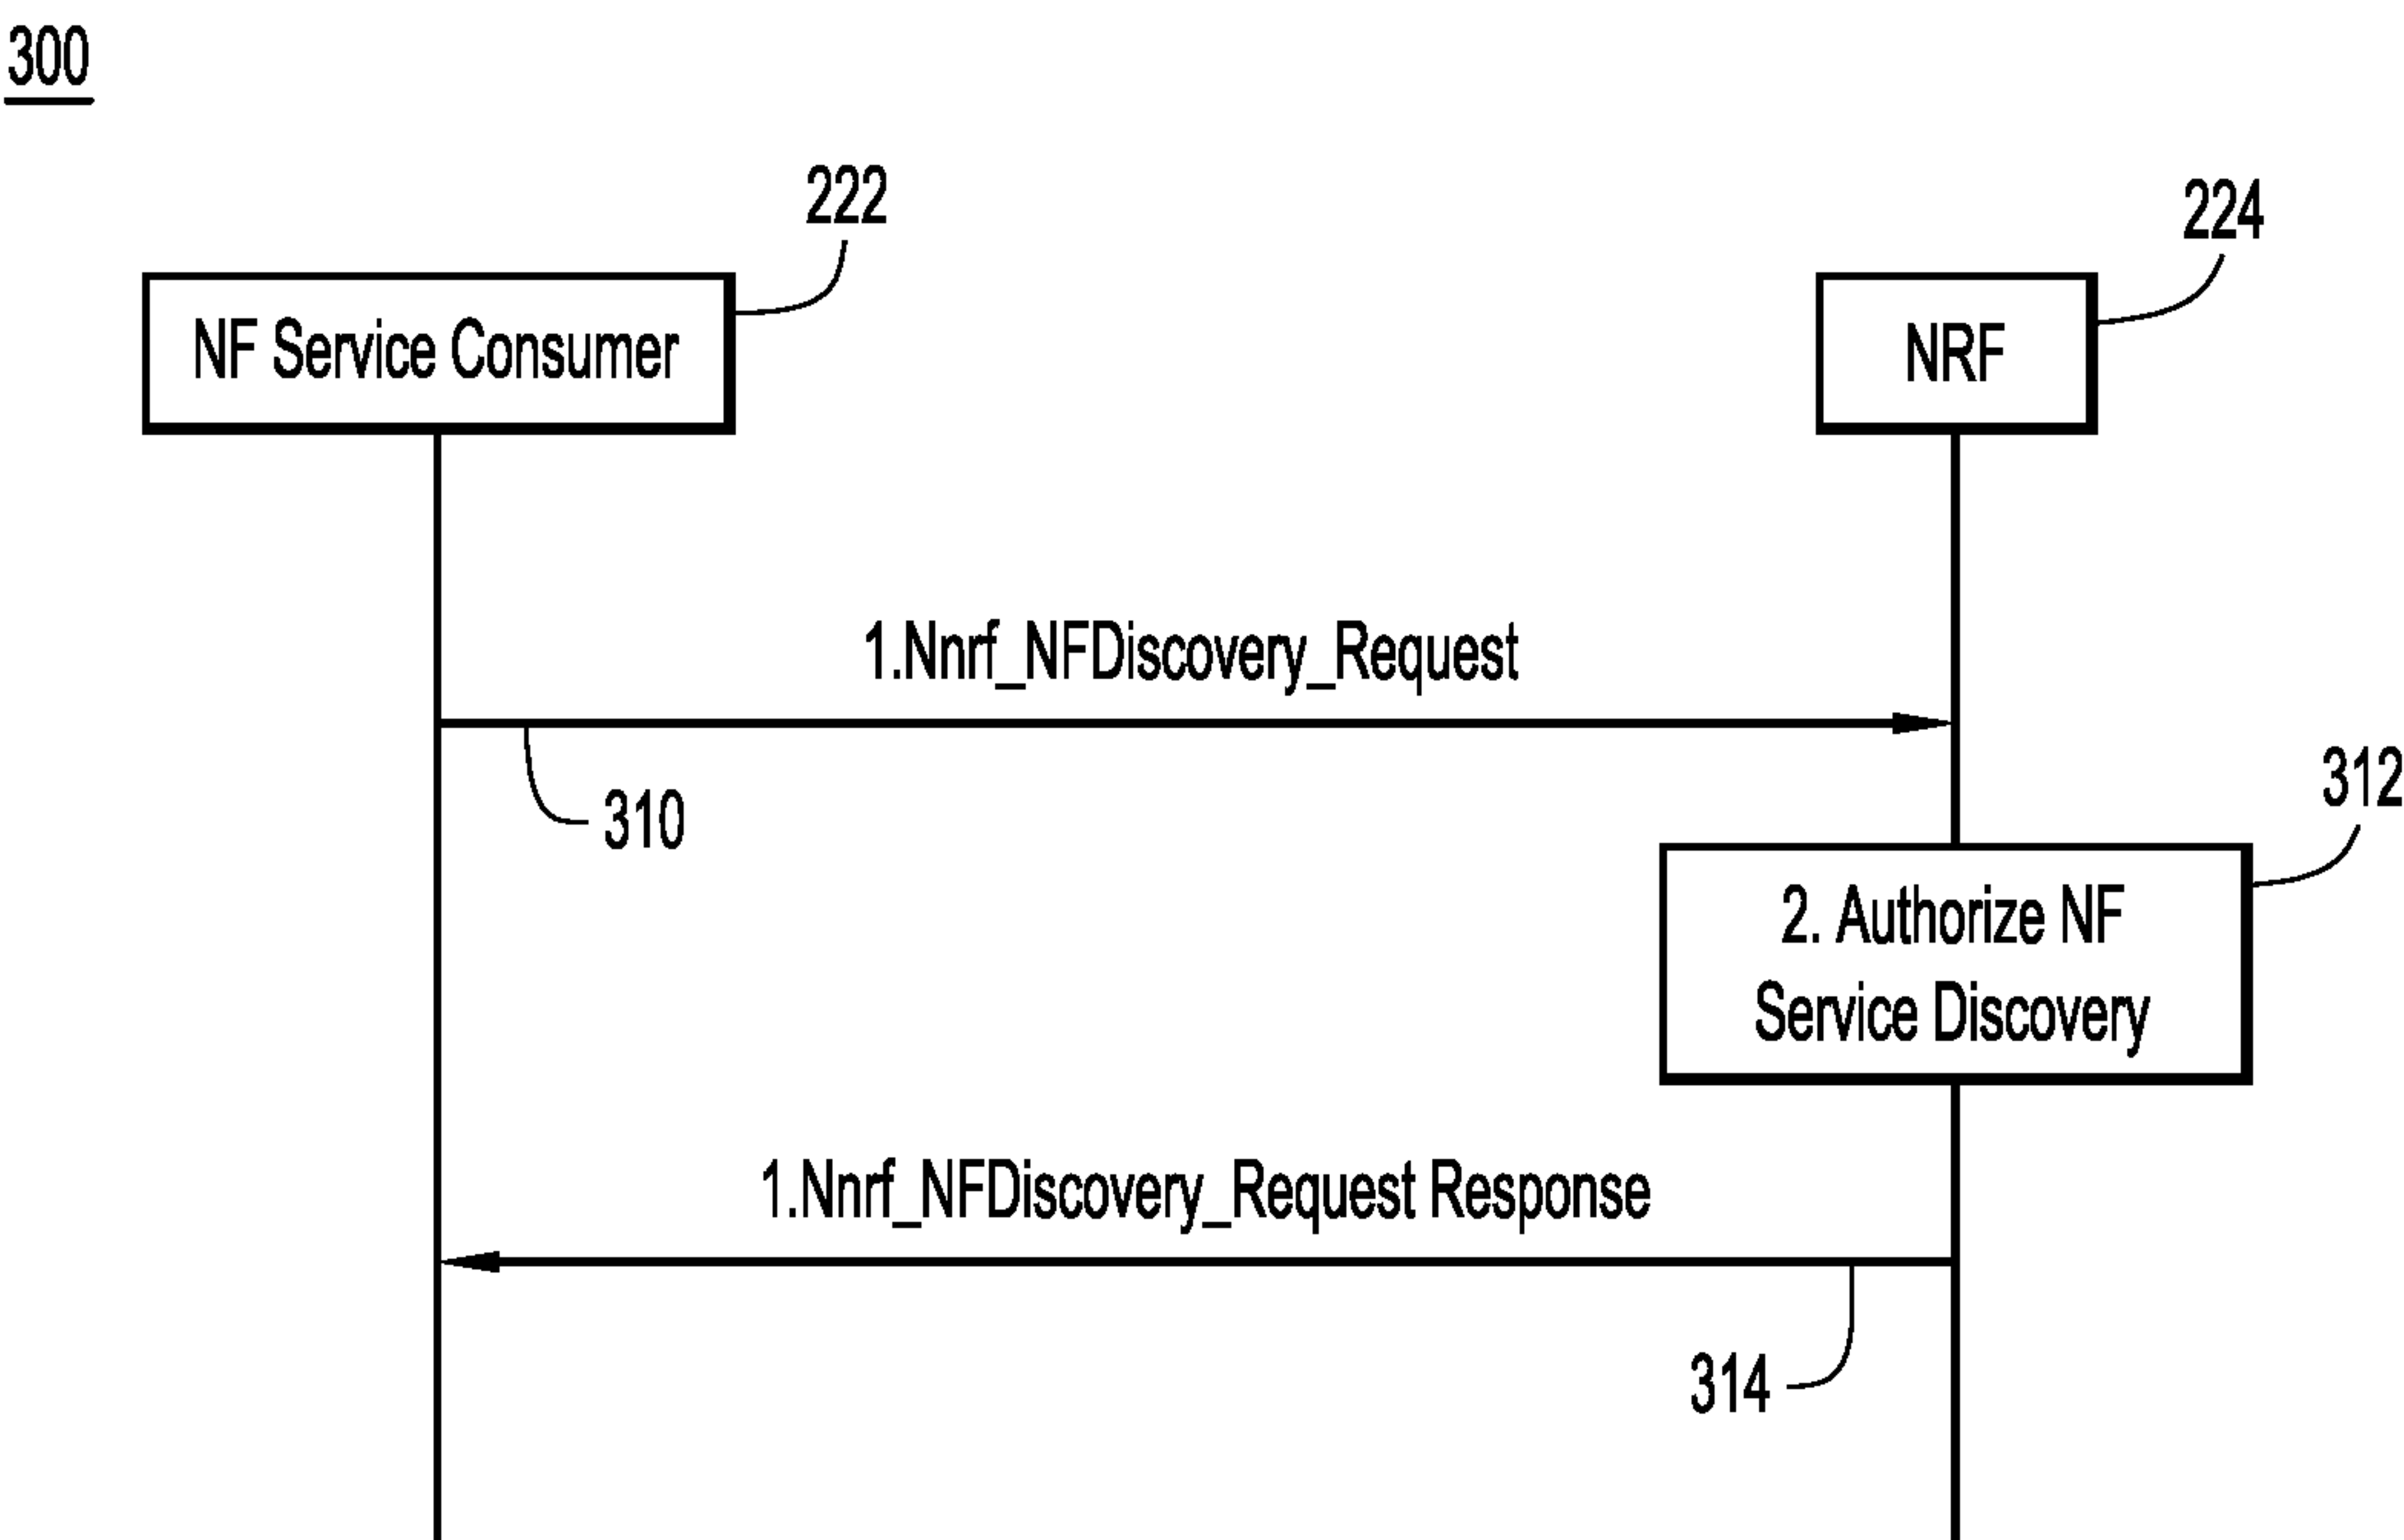 300
222
224
NF Service Consumer
NRF
1.Nnrf_NFDiscovery_Request
310
312
2. Authorize NF
Service Discovery
1.Nnrf_NFDiscovery_Request Response
314